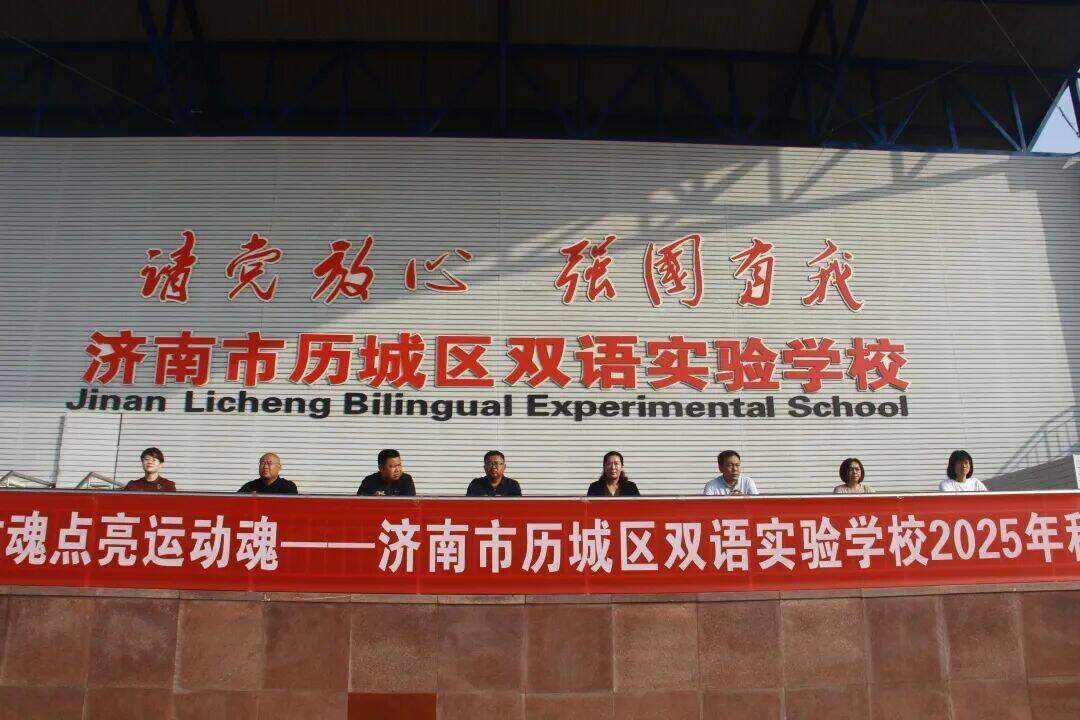 请党放心 强國有我
济南市历城区双语实验学校
Jinan Licheng Bilingual Experimental School
魂点亮运动魂——济南市历城区双语实验学校2025年